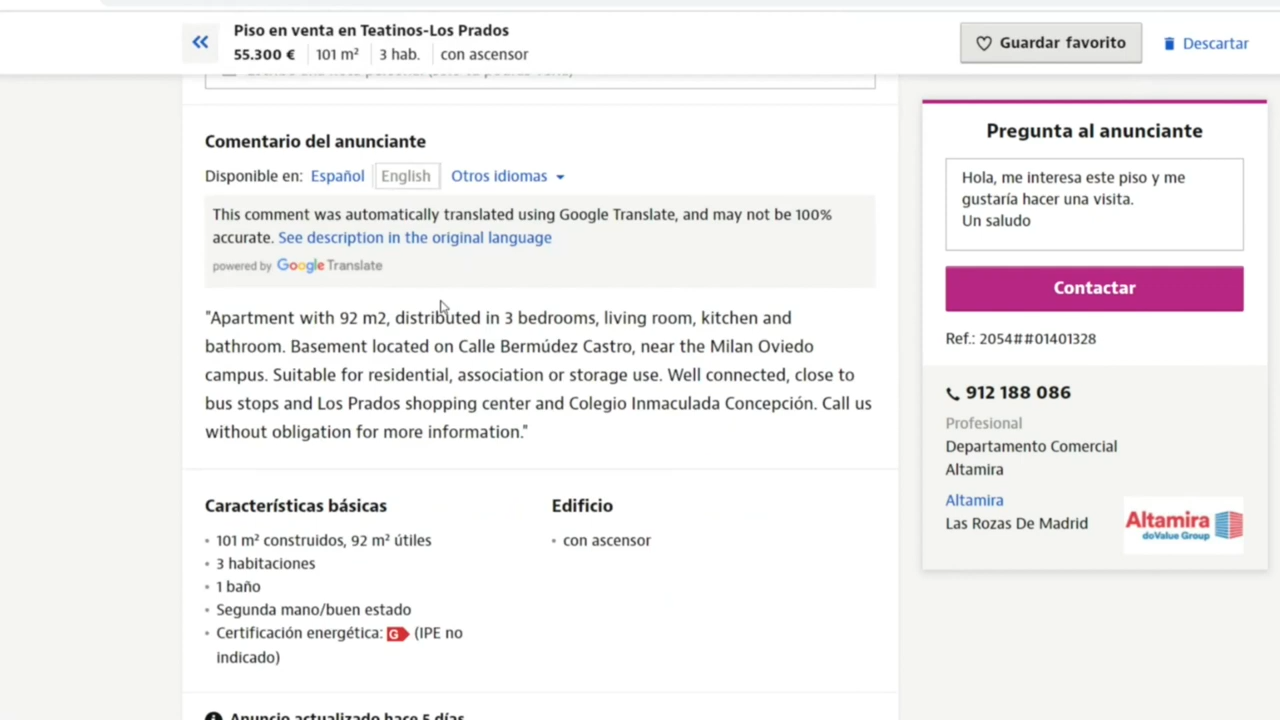 Piso en venta en Teatinos-Los Prados
55.300 € 101 m² 3 hab. con ascensor
Guardar favorito
Descartar
Comentario del anunciante
Disponible en: Español English Otros idiomas
This comment was automatically translated using Google Translate, and may not be 100%
accurate. See description in the original language
powered by Google Translate
"Apartment with 92 m2, distributed in 3 bedrooms, living room, kitchen and
bathroom. Basement located on Calle Bermúdez Castro, near the Milan Oviedo
campus. Suitable for residential, association or storage use. Well connected, close to
bus stops and Los Prados shopping center and Colegio Inmaculada Concepción. Call us
without obligation for more information."
Características básicas
• 101 m² construidos, 92 m² útiles
• 3 habitaciones
• 1 baño
• Segunda mano/buen estado
• Certificación energética: G (IPE no
indicado)
Edificio
• con ascensor
Anuncio actualizado hace 5 días
Pregunta al anunciante
Hola, me interesa este piso y me
gustaría hacer una visita.
Un saludo
Contactar
Ref.: 2054##01401328
912 188 086
Profesional
Departamento Comercial
Altamira
Altamira
Las Rozas De Madrid
Altamira
doValue Group